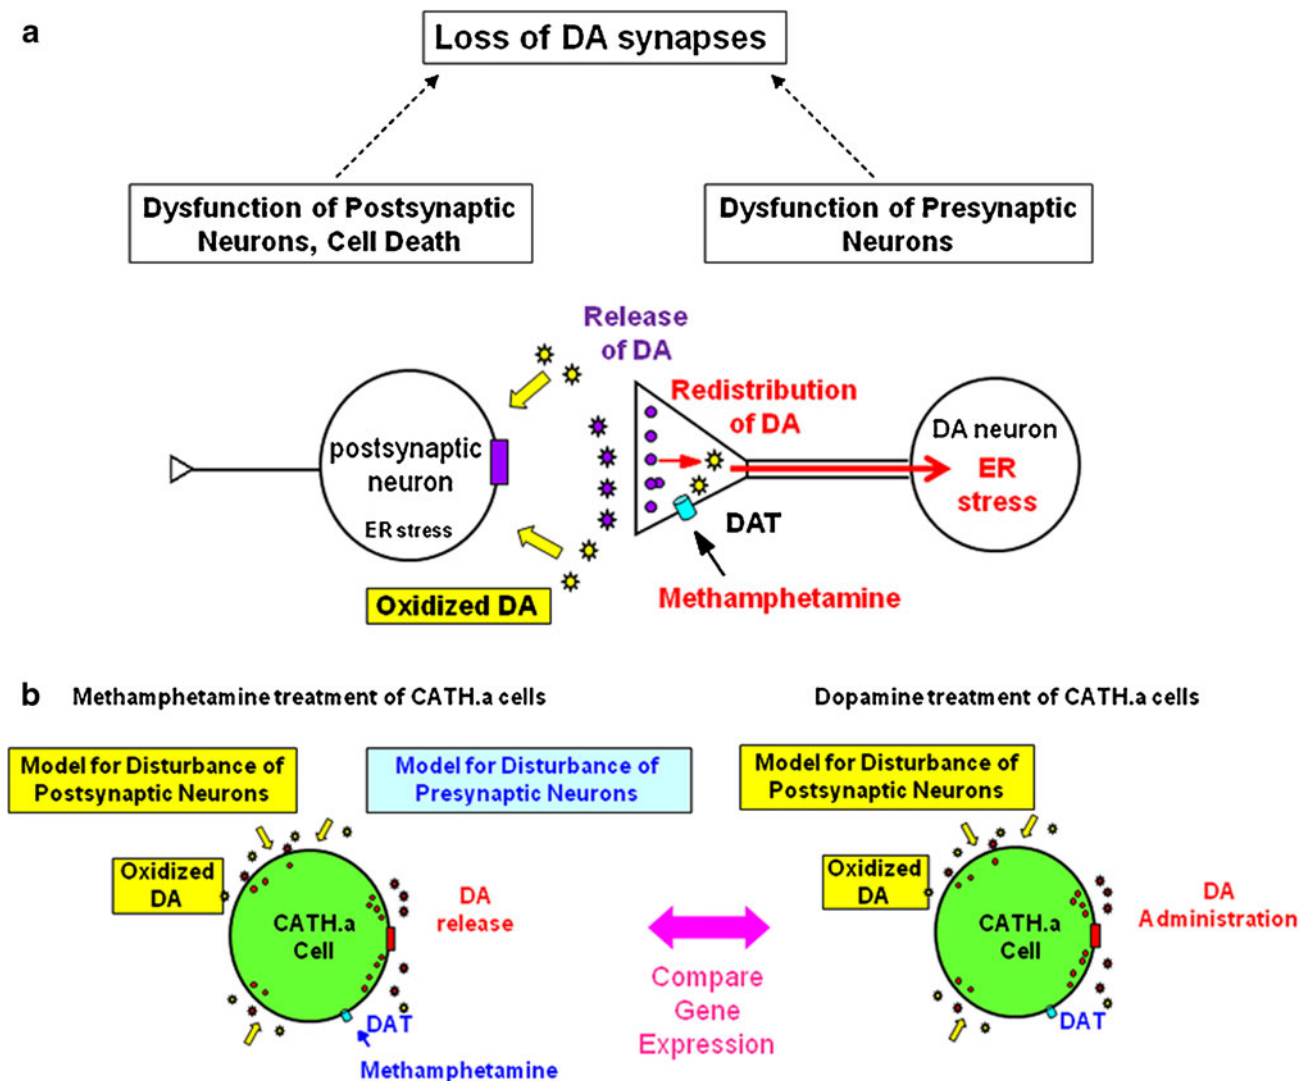 a
Loss of DA synapses
Dysfunction of Postsynaptic
Neurons, Cell Death
Dysfunction of Presynaptic
Neurons
Release
of DA
Redistribution
of DA
postsynaptic
neuron
ER stress
DA neuron
ER
stress
DAT
Oxidized DA
Methamphetamine
b
Methamphetamine treatment of CATH.a cells
Dopamine treatment of CATH.a cells
Model for Disturbance of
Postsynaptic Neurons
Model for Disturbance of
Presynaptic Neurons
Model for Disturbance of
Postsynaptic Neurons
Oxidized
DA
CATH.a
Cell
DA
release
DAT
Methamphetamine
Compare
Gene
Expression
Oxidized
DA
CATH.a
Cell
DA
Administration
DAT